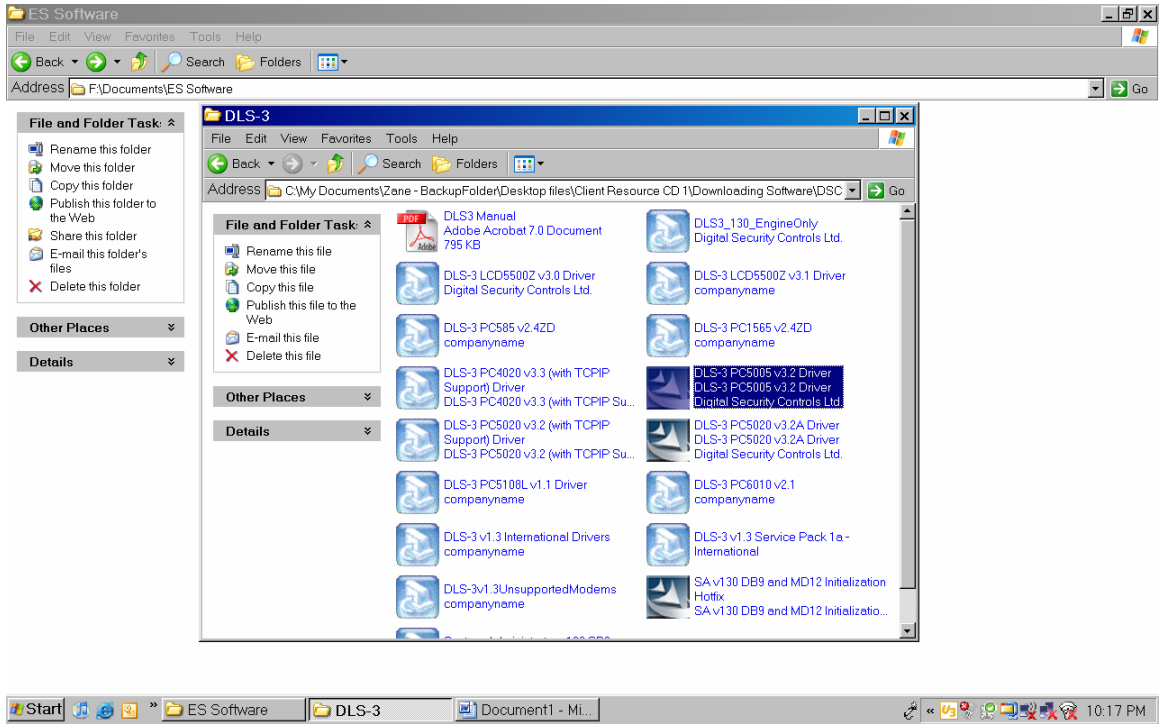 ES Software
File Edit View Favorites Tools Help
Back Search Folders
Address F:\Documents\ES Software Go
File and Folder Task
Rename this folder
Move this folder
Copy this folder
Publish this folder to
the Web
Share this folder
E-mail this folder's
files
Delete this folder
Other Places
Details
DLS-3
File Edit View Favorites Tools Help
Back Search Folders
Address C:\My Documents\Zane - BackupFolder\Desktop files\Client Resource CD 1\Downloading Software\DSC Go
File and Folder Task
Rename this file
Move this file
Copy this file
Publish this file to the
Web
E-mail this file
Delete this file
Other Places
Details
PDF
Adobe
DLS3 Manual
Adobe Acrobat 7.0 Document
795 KB
DLS3_130_EngineOnly
Digital Security Controls Ltd.
DLS-3 LCD5500Z v3.0 Driver
Digital Security Controls Ltd.
DLS-3 LCD5500Z v3.1 Driver
companyname
DLS-3 PC585 v2.4ZD
companyname
DLS-3 PC1565 v2.4ZD
companyname
DLS-3 PC4020 v3.3 (with TCPIP
Support) Driver
DLS-3 PC4020 v3.3 (with TCPIP Su...
DLS-3 PC5005 v3.2 Driver
DLS-3 PC5005 v3.2 Driver
Digital Security Controls Ltd.
DLS-3 PC5020 v3.2 (with TCPIP
Support) Driver
DLS-3 PC5020 v3.2 (with TCPIP Su...
DLS-3 PC5020 v3.2A Driver
DLS-3 PC5020 v3.2A Driver
Digital Security Controls Ltd.
DLS-3 PC5108L v1.1 Driver
companyname
DLS-3 PC6010 v2.1
companyname
DLS-3 v1.3 International Drivers
companyname
DLS-3 v1.3 Service Pack 1a -
International
DLS-3v1.3UnsupportedModems
companyname
SA v130 DB9 and MD12 Initialization
Hotfix
SA v130 DB9 and MD12 Initializatio...
Start ES Software DLS-3 Document1 - Mi... 10:17 PM